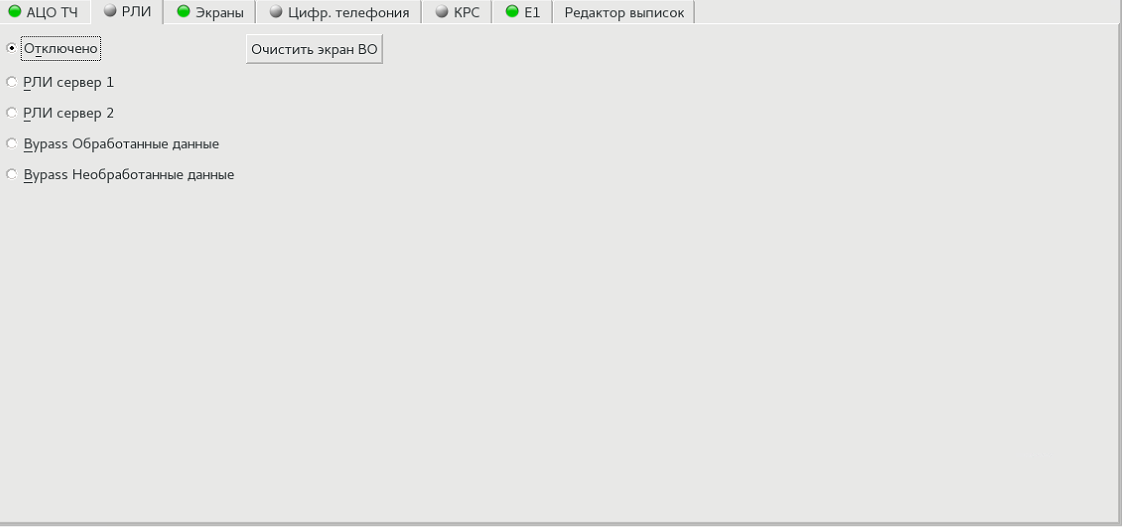 АЦО ТЧ РЛИ Экраны Цифр. телефония КРС E1 Редактор выписок
Отключено Очистить экран ВО
РЛИ сервер 1
РЛИ сервер 2
Bypass Обработанные данные
Bypass Необработанные данные